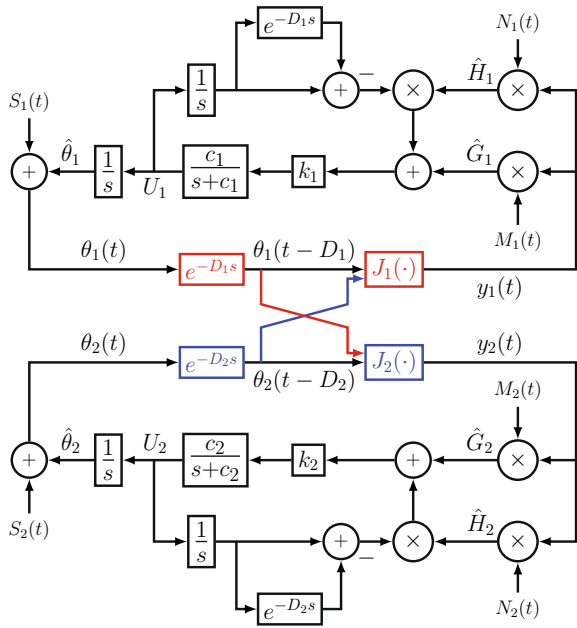 e^{-D_1 s} N_1(t)
S_1(t) 1/s + − × Ĥ_1 ×
θ̂_1 Ĝ_1
+ 1/s U_1 c_1/(s+c_1) k_1 + ×
M_1(t)
θ_1(t) e^{-D_1 s} θ_1(t − D_1) J_1(·) y_1(t)
θ_2(t) e^{-D_2 s} θ_2(t − D_2) J_2(·) y_2(t)
M_2(t)
θ̂_2 U_2 Ĝ_2
+ 1/s c_2/(s+c_2) k_2 + ×
S_2(t) 1/s + − × Ĥ_2 ×
e^{-D_2 s} N_2(t)